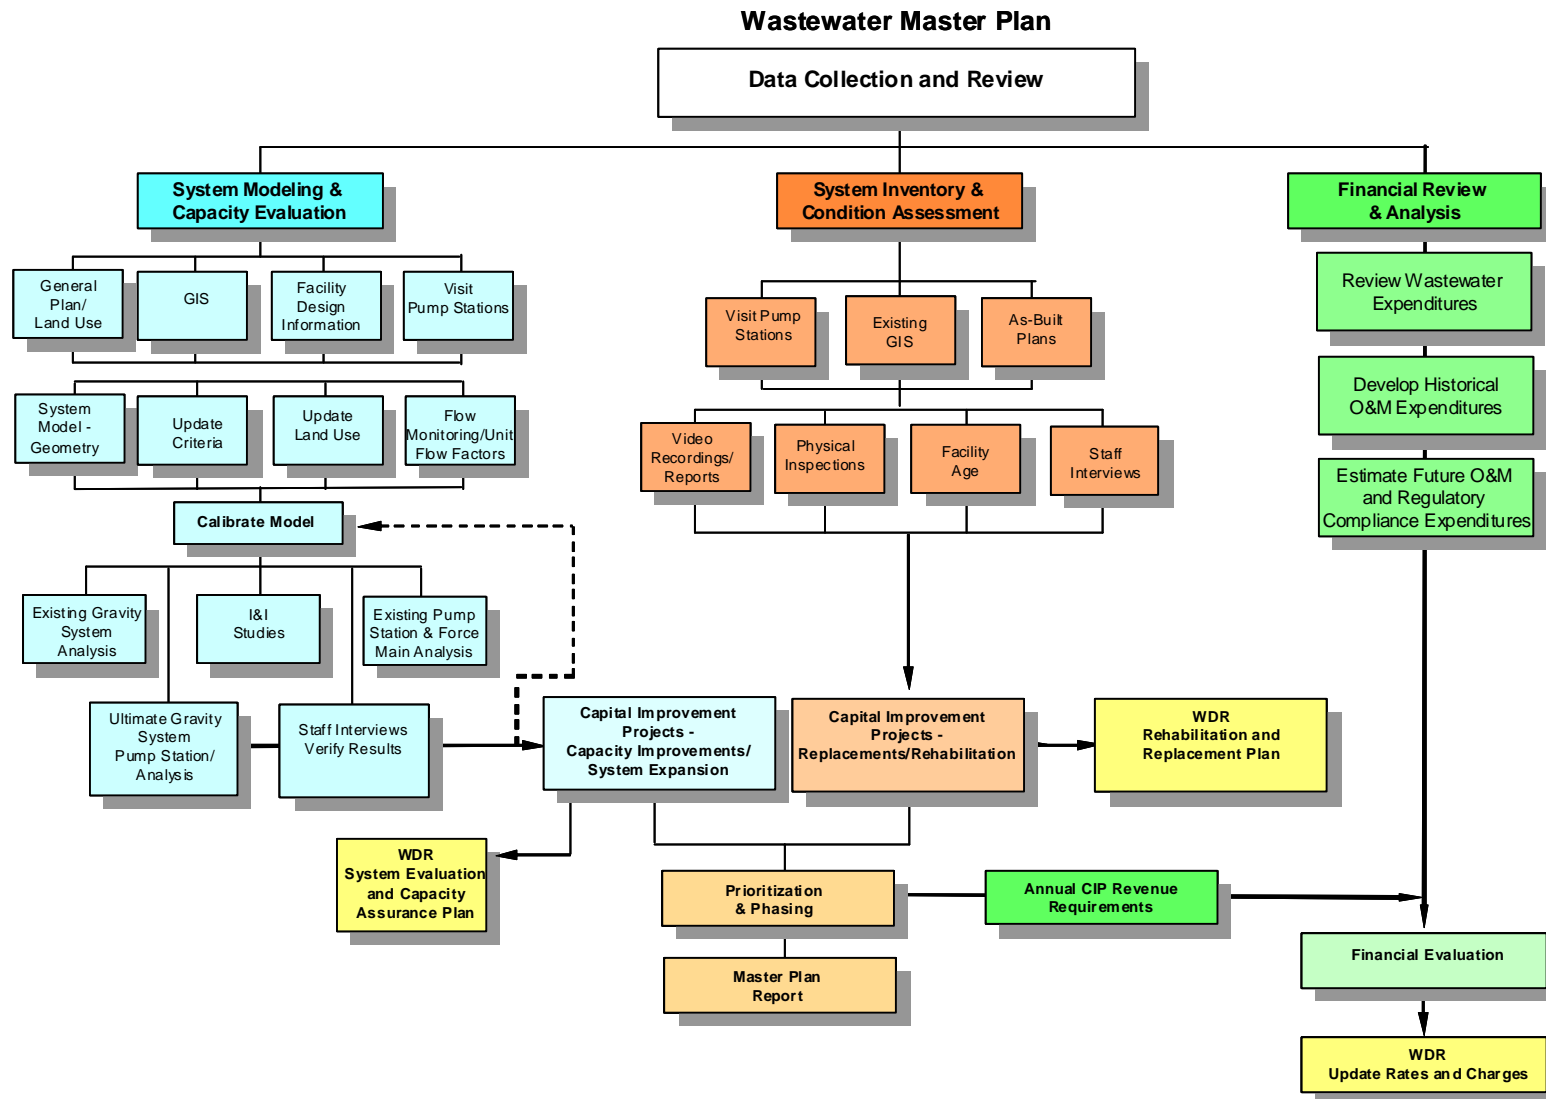 Wastewater Master Plan
Data Collection and Review
System Modeling &
Capacity Evaluation
System Inventory &
Condition Assessment
Financial Review
& Analysis
General
Plan/
Land Use
GIS
Facility
Design
Information
Visit
Pump Stations
Visit Pump
Stations
Existing
GIS
As-Built
Plans
Review Wastewater
Expenditures
System
Model -
Geometry
Update
Criteria
Update
Land Use
Flow
Monitoring/Unit
Flow Factors
Video
Recordings/
Reports
Physical
Inspections
Facility
Age
Staff
Interviews
Develop Historical
O&M Expenditures
Estimate Future O&M
and Regulatory
Compliance Expenditures
Calibrate Model
Existing Gravity
System
Analysis
I&I
Studies
Existing Pump
Station & Force
Main Analysis
Ultimate Gravity
System
Pump Station/
Analysis
Staff Interviews
Verify Results
Capital Improvement
Projects -
Capacity Improvements/
System Expansion
Capital Improvement
Projects -
Replacements/Rehabilitation
WDR
Rehabilitation and
Replacement Plan
WDR
System Evaluation
and Capacity
Assurance Plan
Prioritization
& Phasing
Annual CIP Revenue
Requirements
Master Plan
Report
Financial Evaluation
WDR
Update Rates and Charges